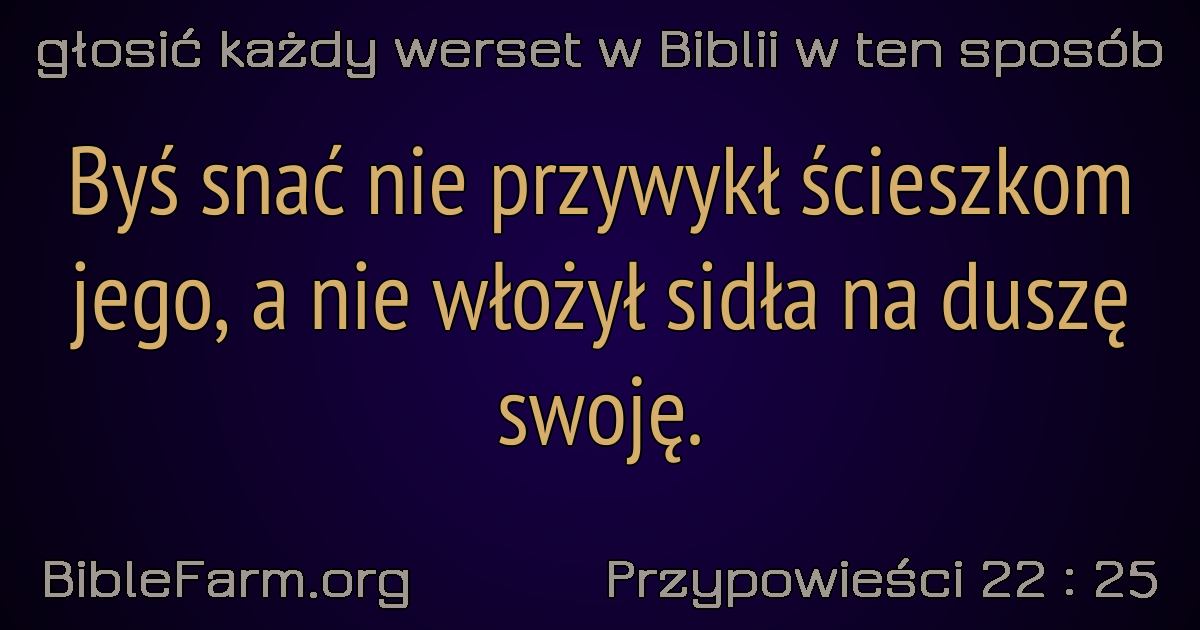 głosić każdy werset w Biblii w ten sposób
Byś snać nie przywykł ścieszkom
jego, a nie włożył sidła na duszę
swoję.
BibleFarm.org
Przypowieści 22 : 25